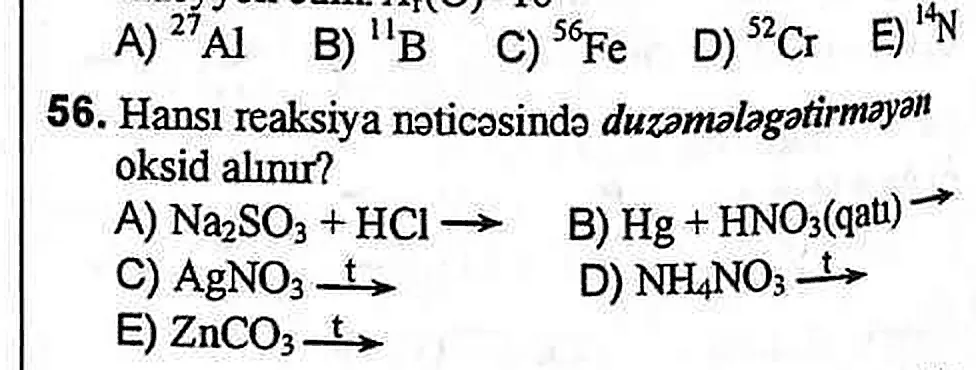 A) ²⁷Al B) ¹¹B C) ⁵⁶Fe D) ⁵²Cr E) ¹⁴N
56. Hansı reaksiya nəticəsində duzəmələgətirməyən
oksid alınır?
A) Na₂SO₃ + HCl ⟶ B) Hg + HNO₃(qatı) ⟶
C) AgNO₃ —t→ D) NH₄NO₃ —t→
E) ZnCO₃ —t→